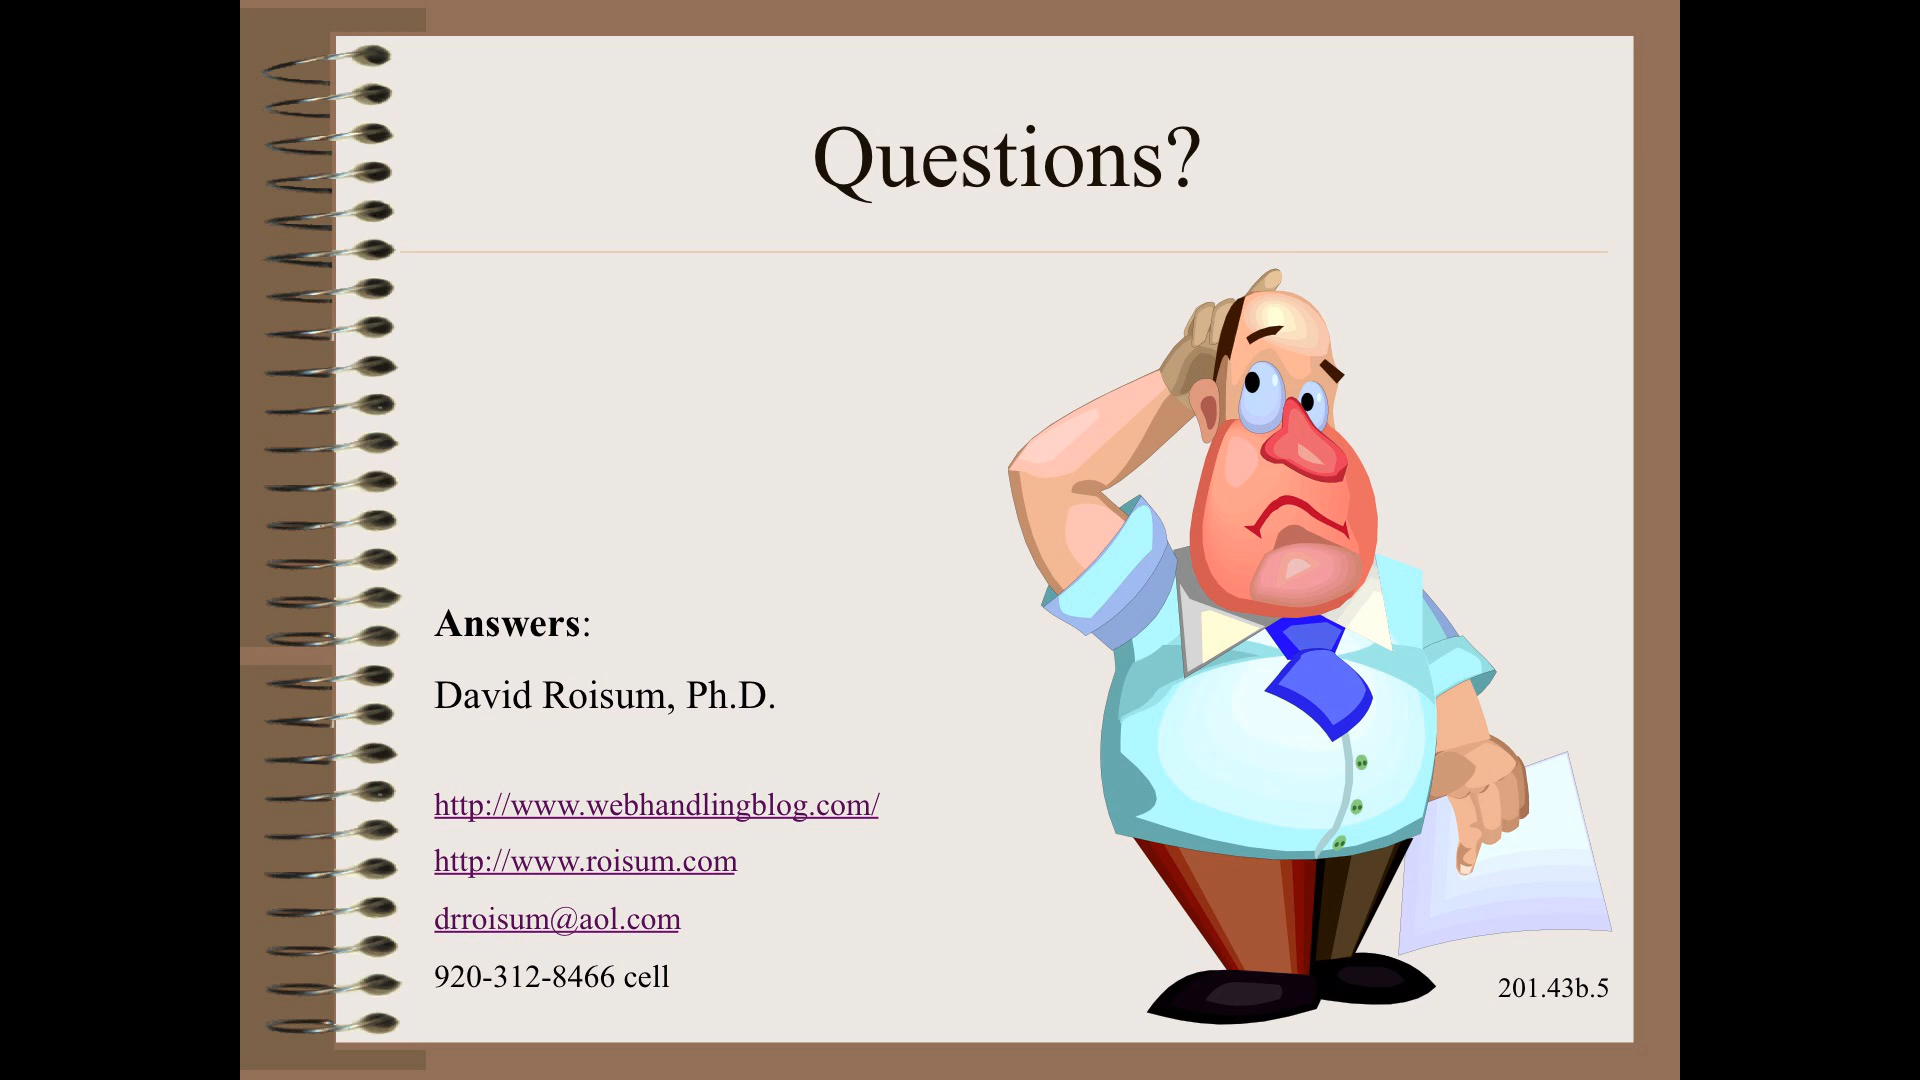 Questions?
Answers:
David Roisum, Ph.D.
http://www.webhandlingblog.com/
http://www.roisum.com
drroisum@aol.com
920-312-8466 cell
201.43b.5